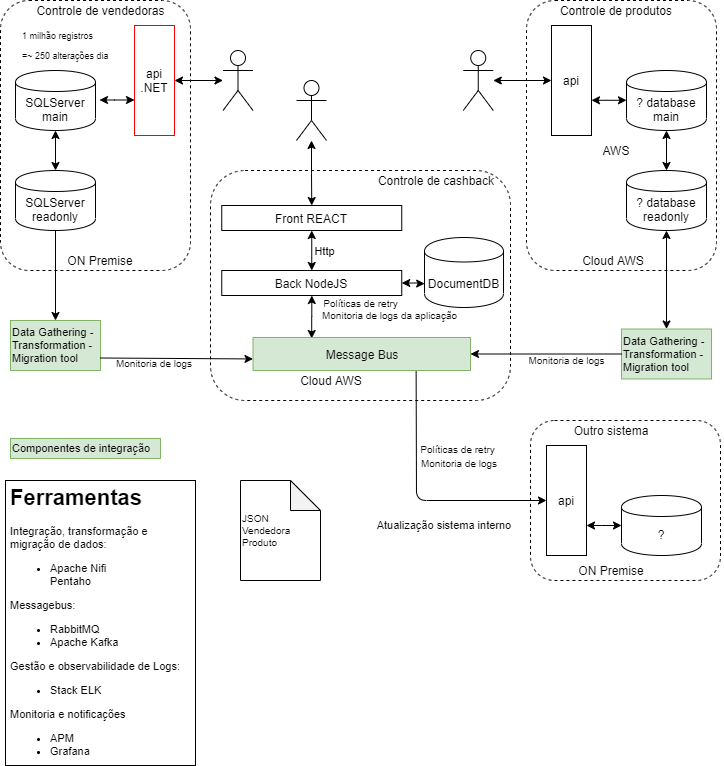 Controle de vendedoras
1 milhão registros
=~ 250 alterações dia
api
.NET
SQLServer
main
SQLServer
readonly
ON Premise
Controle de produtos
api
? database
main
AWS
? database
readonly
Cloud AWS
Controle de cashback
Front REACT
Http
Back NodeJS
DocumentDB
Políticas de retry
Monitoria de logs da aplicação
Message Bus
Cloud AWS
Data Gathering -
Transformation -
Migration tool
Monitoria de logs
Data Gathering -
Transformation -
Migration tool
Monitoria de logs
Componentes de integração
Políticas de retry
Monitoria de logs
Atualização sistema interno
Outro sistema
api
?
ON Premise
JSON
Vendedora
Produto
Ferramentas
Integração, transformação e
migração de dados:
• Apache Nifi
Pentaho
Messagebus:
• RabbitMQ
• Apache Kafka
Gestão e observabilidade de Logs:
• Stack ELK
Monitoria e notificações
• APM
• Grafana